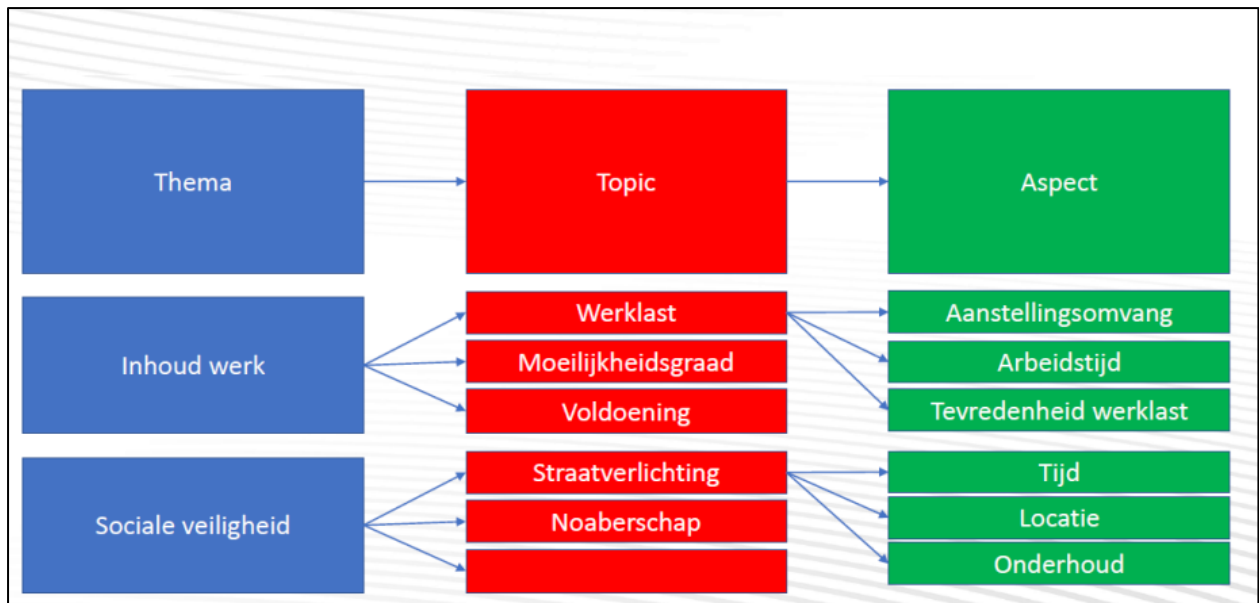 Thema
Topic
Aspect
Inhoud werk
Werklast
Moeilijkheidsgraad
Voldoening
Aanstellingsomvang
Arbeidstijd
Tevredenheid werklast
Sociale veiligheid
Straatverlichting
Noaberschap
Tijd
Locatie
Onderhoud